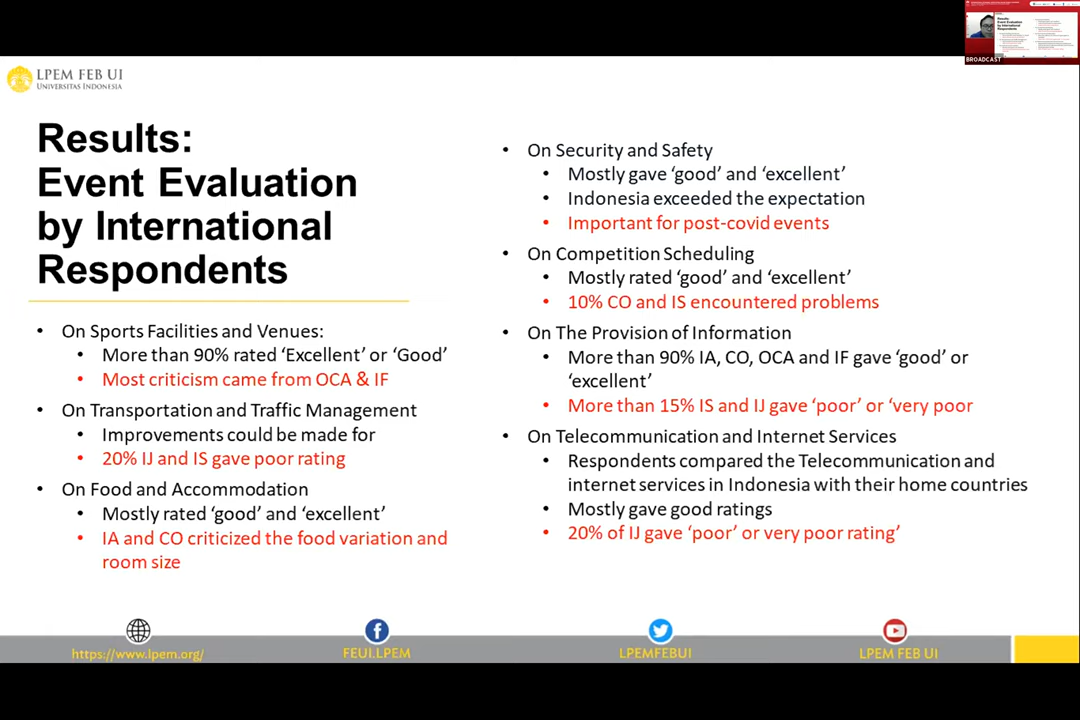 BROADCAST
LPEM FEB UI
UNIVERSITAS INDONESIA
Results:
Event Evaluation
by International
Respondents
• On Sports Facilities and Venues:
• More than 90% rated ‘Excellent’ or ‘Good’
• Most criticism came from OCA & IF
• On Transportation and Traffic Management
• Improvements could be made for
• 20% IJ and IS gave poor rating
• On Food and Accommodation
• Mostly rated ‘good’ and ‘excellent’
• IA and CO criticized the food variation and
room size
• On Security and Safety
• Mostly gave ‘good’ and ‘excellent’
• Indonesia exceeded the expectation
• Important for post-covid events
• On Competition Scheduling
• Mostly rated ‘good’ and ‘excellent’
• 10% CO and IS encountered problems
• On The Provision of Information
• More than 90% IA, CO, OCA and IF gave ‘good’ or
‘excellent’
• More than 15% IS and IJ gave ‘poor’ or ‘very poor
• On Telecommunication and Internet Services
• Respondents compared the Telecommunication and
internet services in Indonesia with their home countries
• Mostly gave good ratings
• 20% of IJ gave ‘poor’ or very poor rating’
https://www.lpem.org/
FEUI.LPEM
LPEMFEBUI
LPEM FEB UI